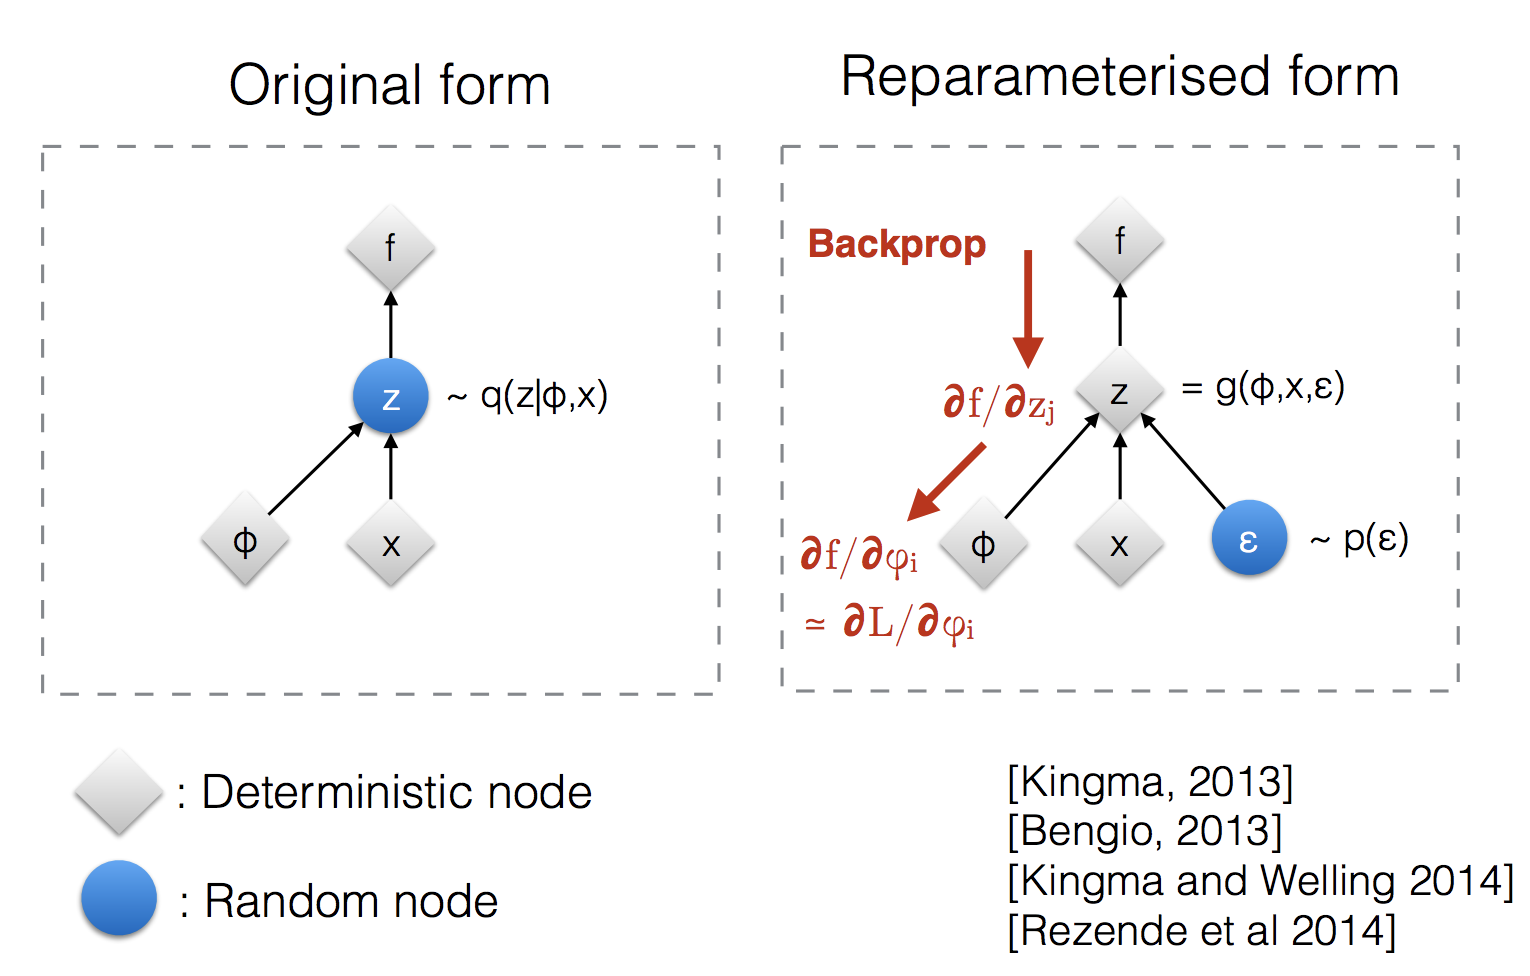 Original form
Reparameterised form
f
z
~ q(z|ϕ,x)
ϕ
x
Backprop
f
∂f/∂zⱼ
z
= g(ϕ,x,ε)
∂f/∂φᵢ
≃ ∂L/∂φᵢ
ϕ
x
ε
~ p(ε)
: Deterministic node
: Random node
[Kingma, 2013]
[Bengio, 2013]
[Kingma and Welling 2014]
[Rezende et al 2014]